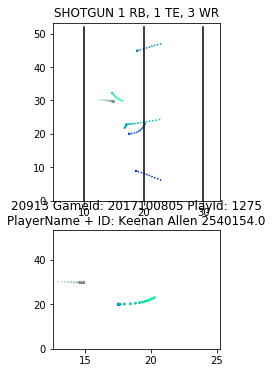 SHOTGUN 1 RB, 1 TE, 3 WR
50
40
30
20
10
0
10 20 30
20913 GameId: 2017100805 PlayId: 1275
PlayerName + ID: Keenan Allen 2540154.0
40
20
0
15 20 25